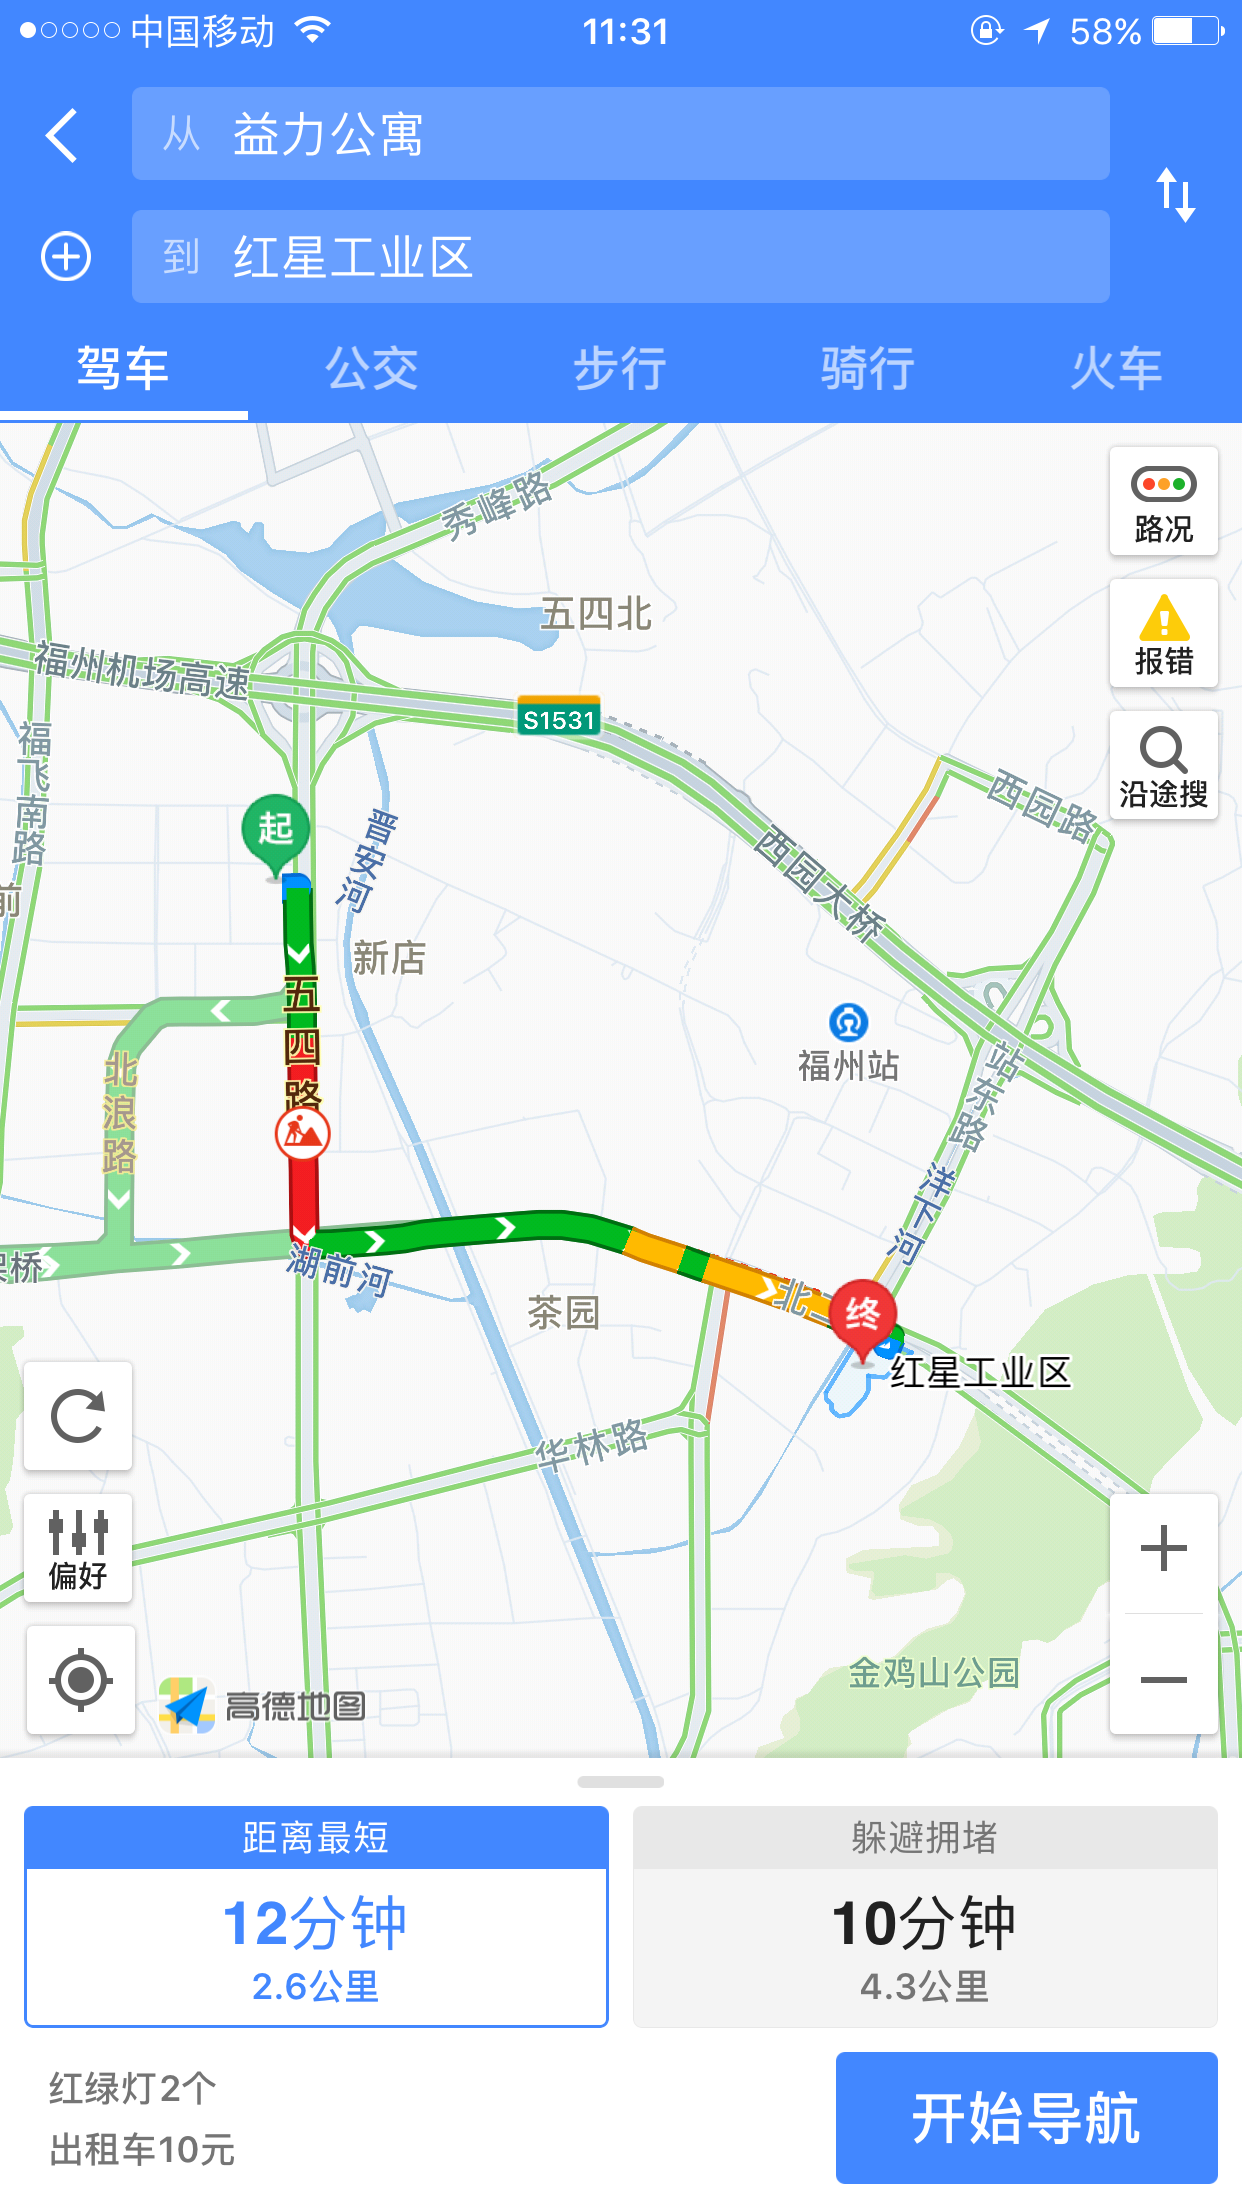 中国移动
11:31
58%
从 益力公寓
到 红星工业区
驾车 公交 步行 骑行 火车
路况
报错
沿途搜
秀峰路
五四北
福州机场高速
S1531
福飞南路
西园路
西园大桥
起
晋安河
前
新店
五四路
福州站
北浪路
站东路
洋下河
桥
湖前河
茶园
北二
终
红星工业区
华林路
偏好
金鸡山公园
高德地图
距离最短
12分钟
2.6公里
躲避拥堵
10分钟
4.3公里
红绿灯2个
出租车10元
开始导航